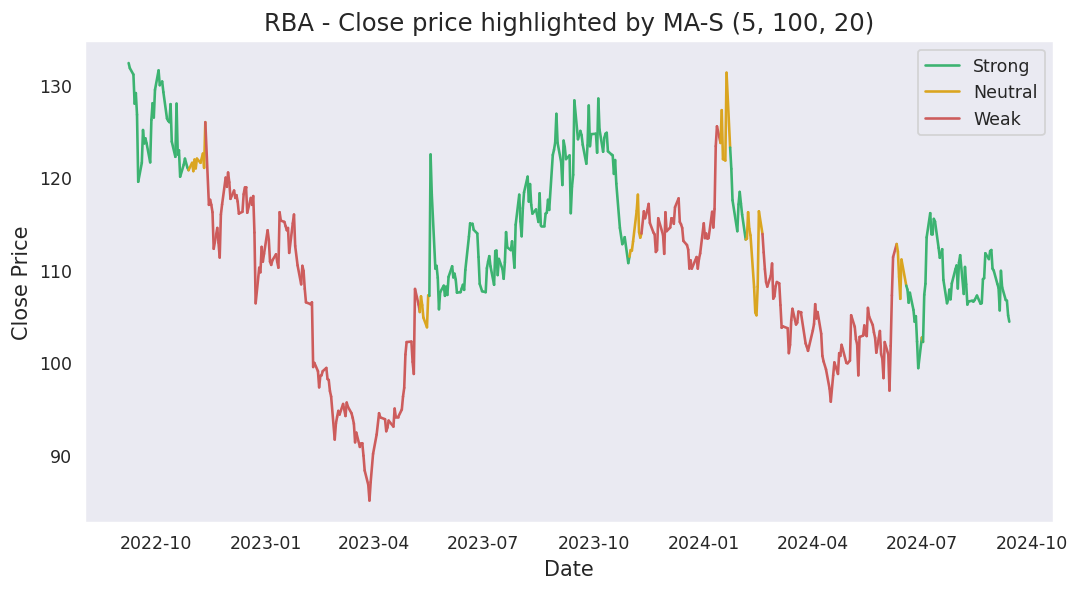 RBA - Close price highlighted by MA-S (5, 100, 20)
Strong
Neutral
Weak
Close Price
130
120
110
100
90
2022-10 2023-01 2023-04 2023-07 2023-10 2024-01 2024-04 2024-07 2024-10
Date